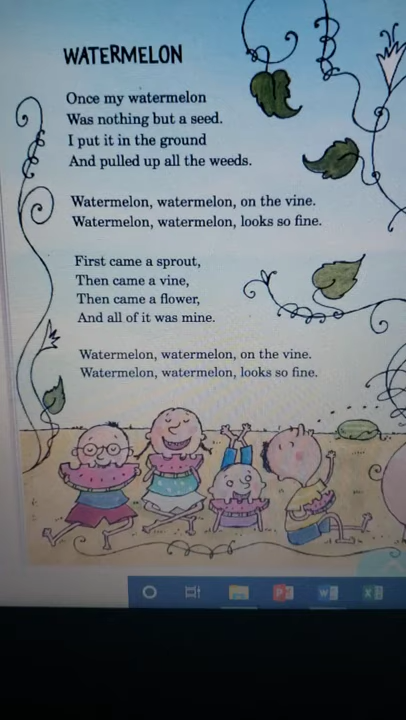 WATERMELON
Once my watermelon
Was nothing but a seed.
I put it in the ground
And pulled up all the weeds.
Watermelon, watermelon, on the vine.
Watermelon, watermelon, looks so fine.
First came a sprout,
Then came a vine,
Then came a flower,
And all of it was mine.
Watermelon, watermelon, on the vine.
Watermelon, watermelon, looks so fine.